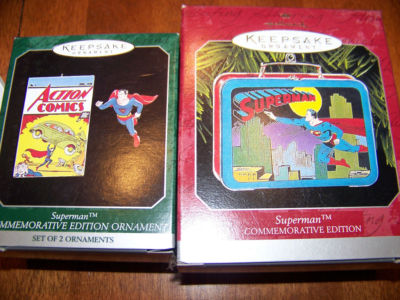 KEEPSAKE
ORNAMENT
ACTION
COMICS
Superman™
COMMEMORATIVE EDITION ORNAMENT
SET OF 2 ORNAMENTS
KEEPSAKE
ORNAMENT
SUPERMAN
Superman™
COMMEMORATIVE EDITION